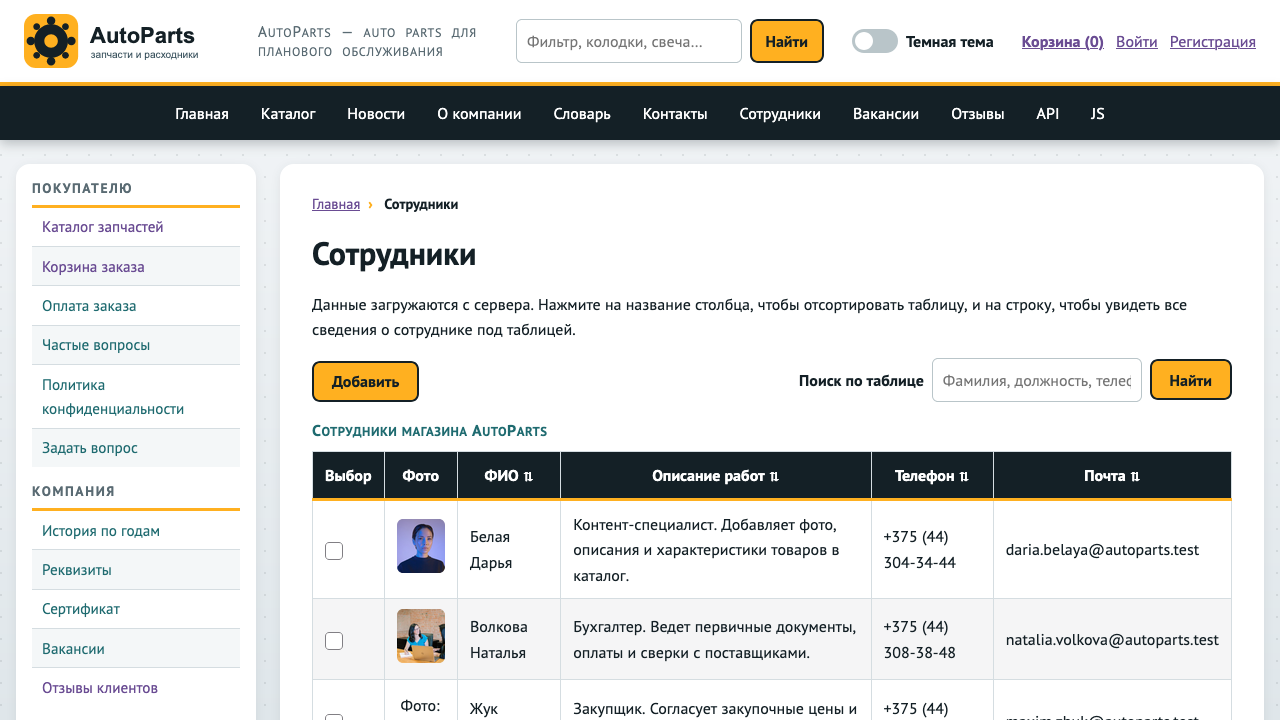 AutoParts
запчасти и расходники
AutoParts — auto parts для
планового обслуживания
Фильтр, колодки, свеча...
Найти
Темная тема
Корзина (0)
Войти
Регистрация
Главная
Каталог
Новости
О компании
Словарь
Контакты
Сотрудники
Вакансии
Отзывы
API
JS
ПОКУПАТЕЛЮ
Каталог запчастей
Корзина заказа
Оплата заказа
Частые вопросы
Политика
конфиденциальности
Задать вопрос
КОМПАНИЯ
История по годам
Реквизиты
Сертификат
Вакансии
Отзывы клиентов
Главная › Сотрудники
Сотрудники
Данные загружаются с сервера. Нажмите на название столбца, чтобы отсортировать таблицу, и на строку, чтобы увидеть все
сведения о сотруднике под таблицей.
Добавить
Поиск по таблице
Фамилия, должность, теле
Найти
Сотрудники магазина AutoParts
Выбор
Фото
ФИО ⇅
Описание работ ⇅
Телефон ⇅
Почта ⇅
Белая
Дарья
Контент-специалист. Добавляет фото,
описания и характеристики товаров в
каталог.
+375 (44)
304-34-44
daria.belaya@autoparts.test
Волкова
Наталья
Бухгалтер. Ведет первичные документы,
оплаты и сверки с поставщиками.
+375 (44)
308-38-48
natalia.volkova@autoparts.test
Фото:
Жук
Закупщик. Согласует закупочные цены и
+375 (44)